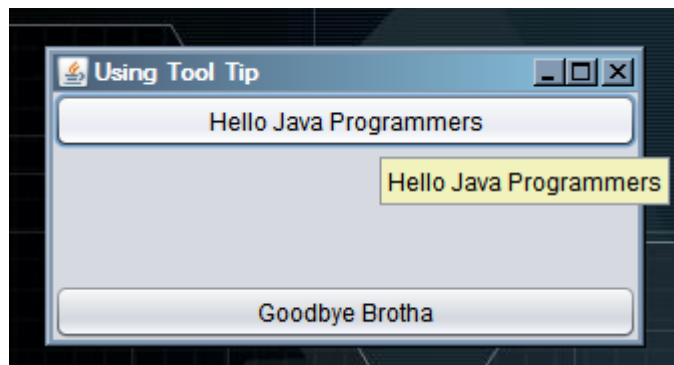 Using Tool Tip
Hello Java Programmers
Hello Java Programmers
Goodbye Brotha